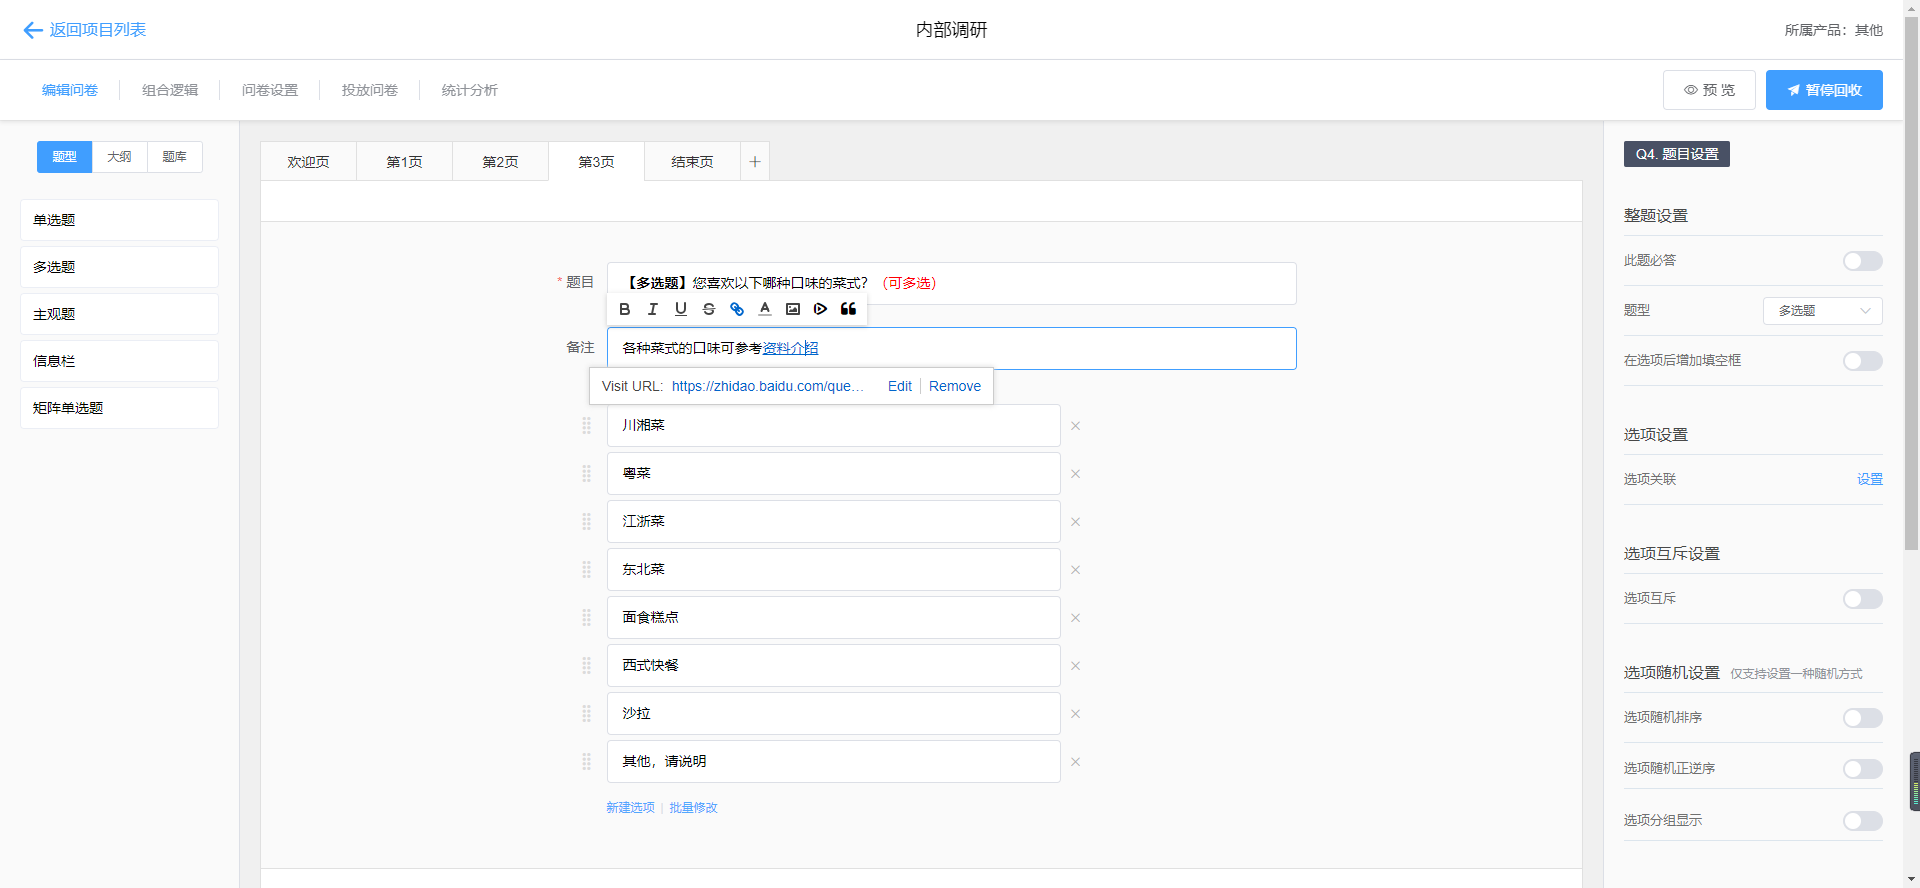 返回项目列表
内部调研
所属产品：其他
编辑问卷
组合逻辑
问卷设置
投放问卷
统计分析
预 览
暂停回收
题型
大纲
题库
单选题
多选题
主观题
信息栏
矩阵单选题
欢迎页
第1页
第2页
第3页
结束页
* 题目
【多选题】您喜欢以下哪种口味的菜式？（可多选）
备注
各种菜式的口味可参考资料介绍
Visit URL: https://zhidao.baidu.com/que… Edit Remove
川湘菜
粤菜
江浙菜
东北菜
面食糕点
西式快餐
沙拉
其他，请说明
新建选项 | 批量修改
Q4. 题目设置
整题设置
此题必答
题型
多选题
在选项后增加填空框
选项设置
选项关联
设置
选项互斥设置
选项互斥
选项随机设置 仅支持设置一种随机方式
选项随机排序
选项随机正逆序
选项分组显示